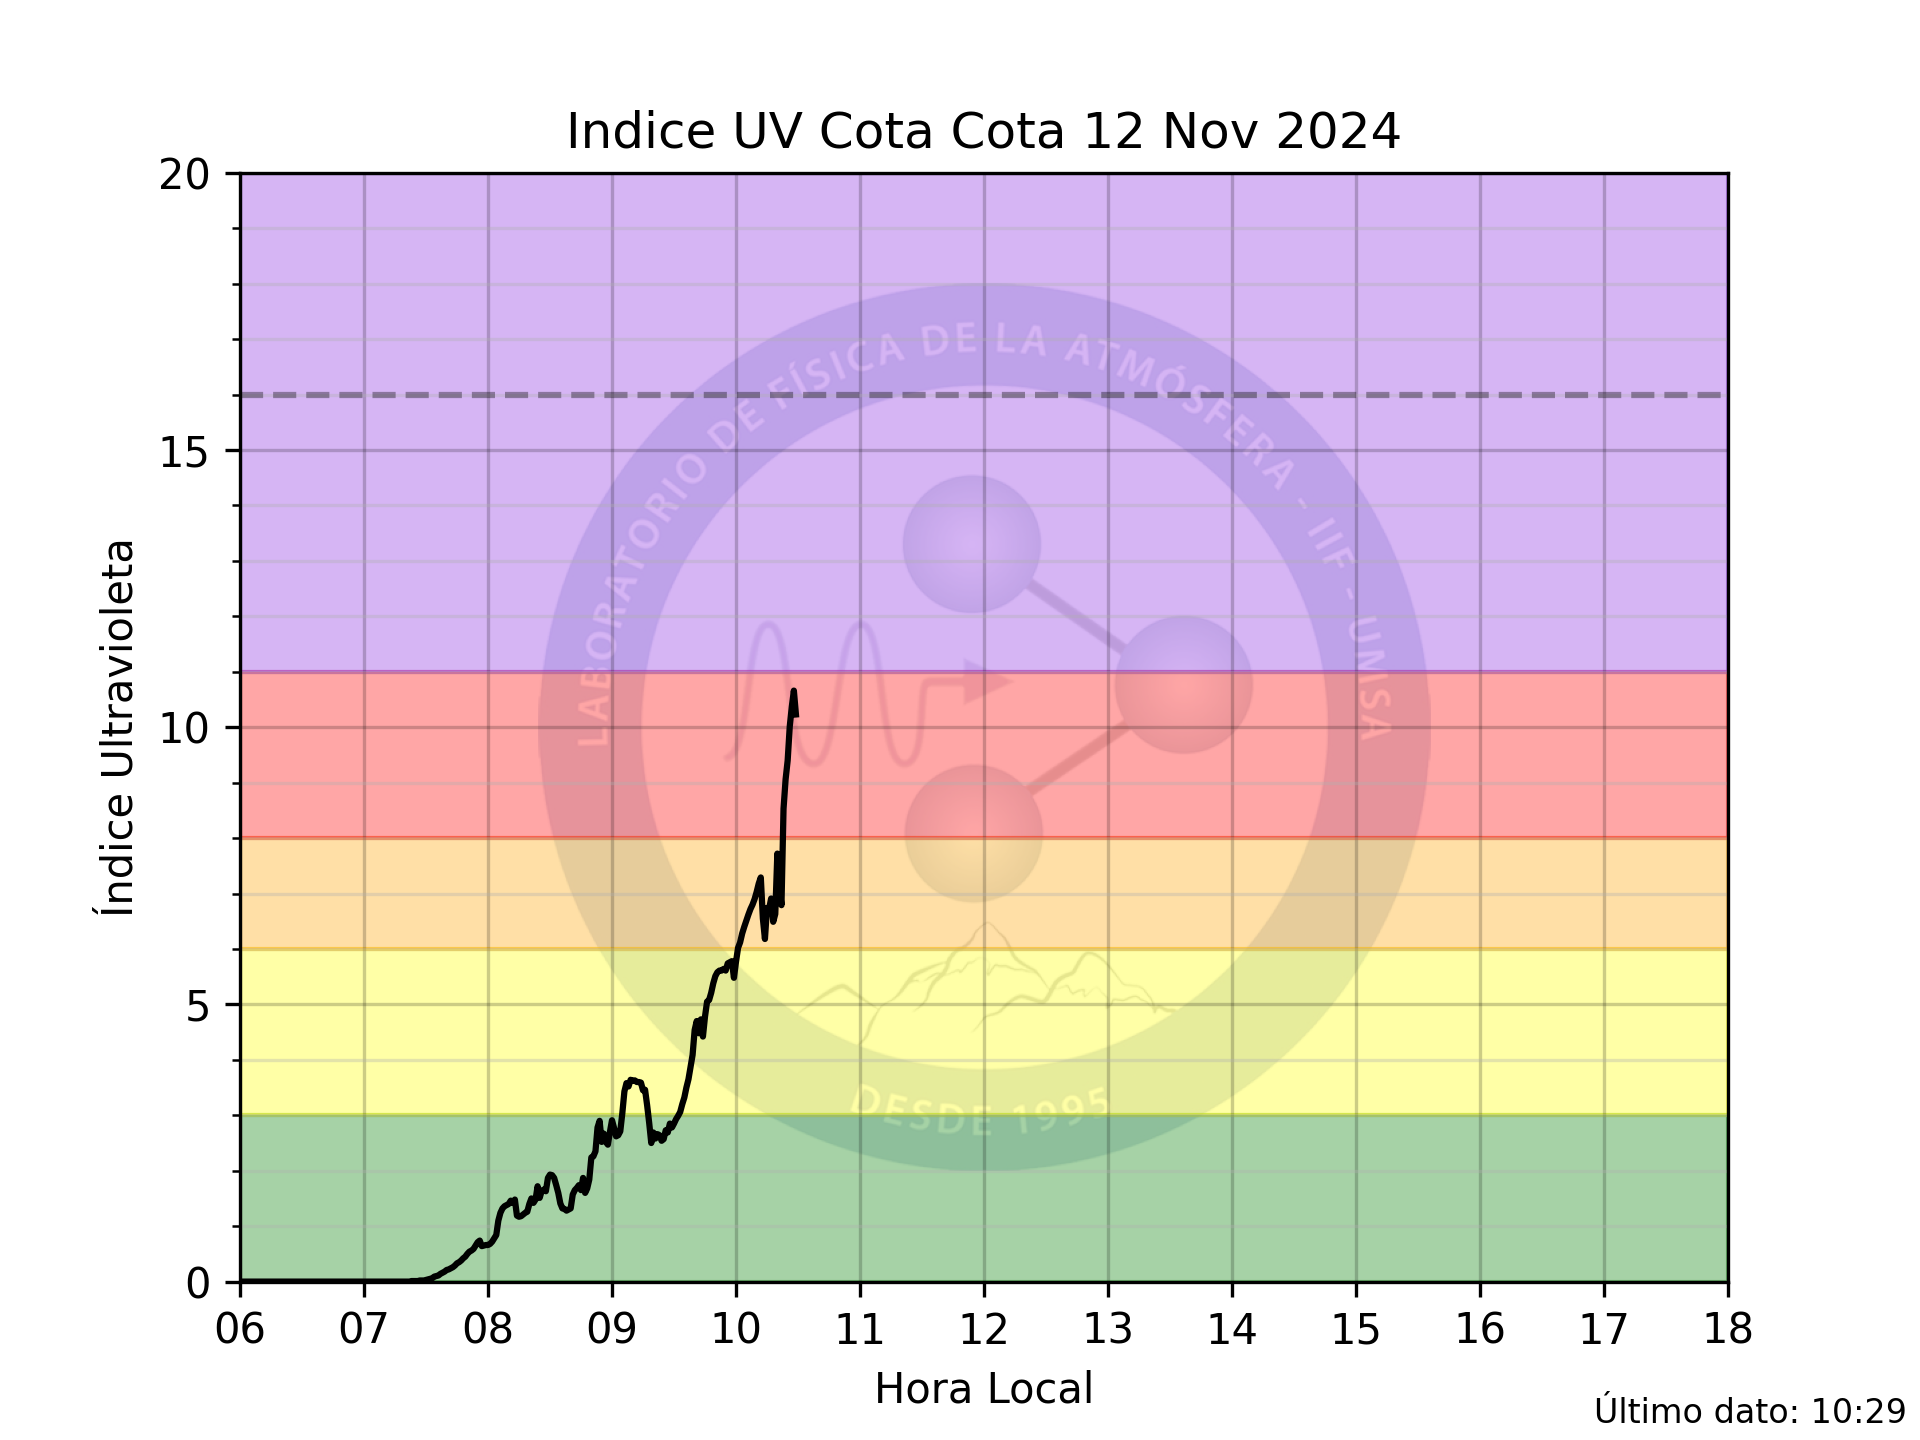 Indice UV Cota Cota 12 Nov 2024
20
15
10
5
0
Índice Ultravioleta
LABORATORIO DE FÍSICA DE LA ATMÓSFERA - IIF - UMSA
DESDE 1995
06 07 08 09 10 11 12 13 14 15 16 17 18
Hora Local
Último dato: 10:29